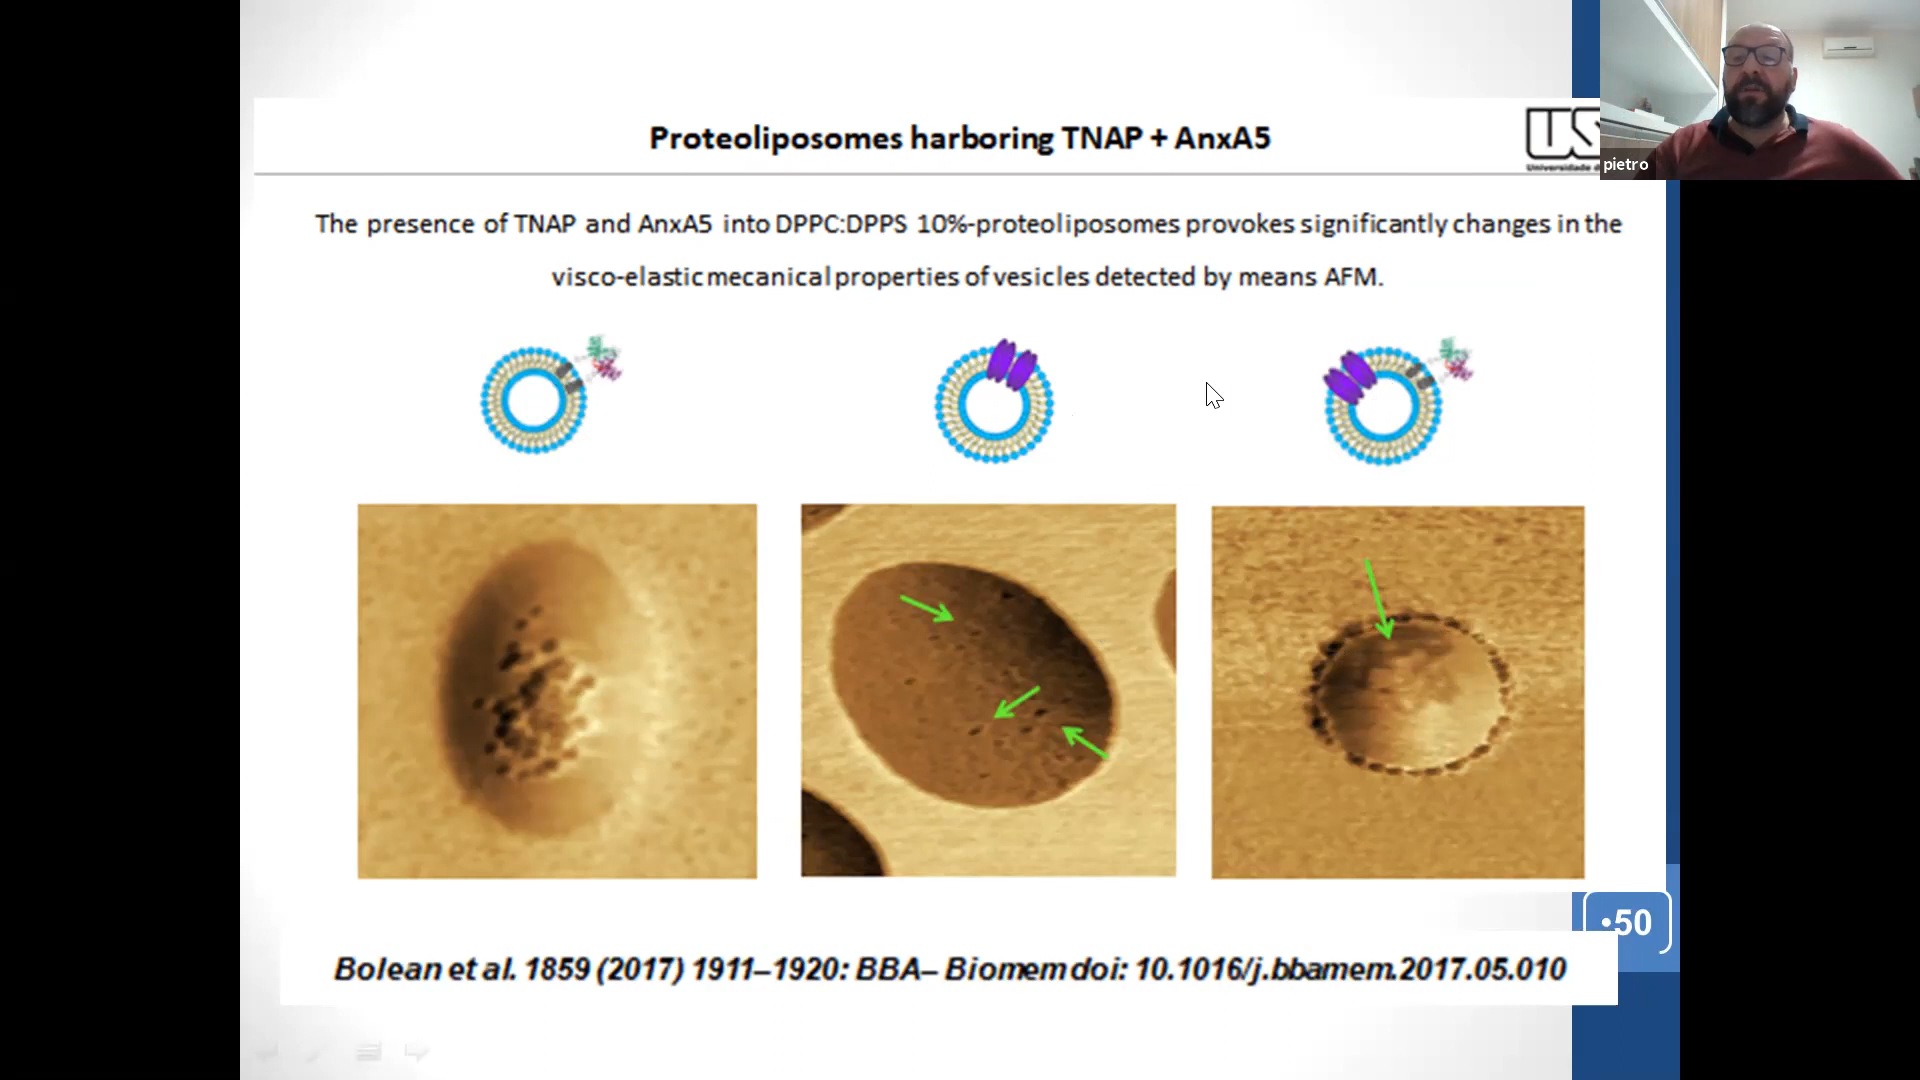 Proteoliposomes harboring TNAP + AnxA5
US
Universidade d
pietro
The presence of TNAP and AnxA5 into DPPC:DPPS 10%-proteoliposomes provokes significantly changes in the
visco-elastic mecanical properties of vesicles detected by means AFM.
•50
Bolean et al. 1859 (2017) 1911–1920: BBA– Biomem doi: 10.1016/j.bbamem.2017.05.010